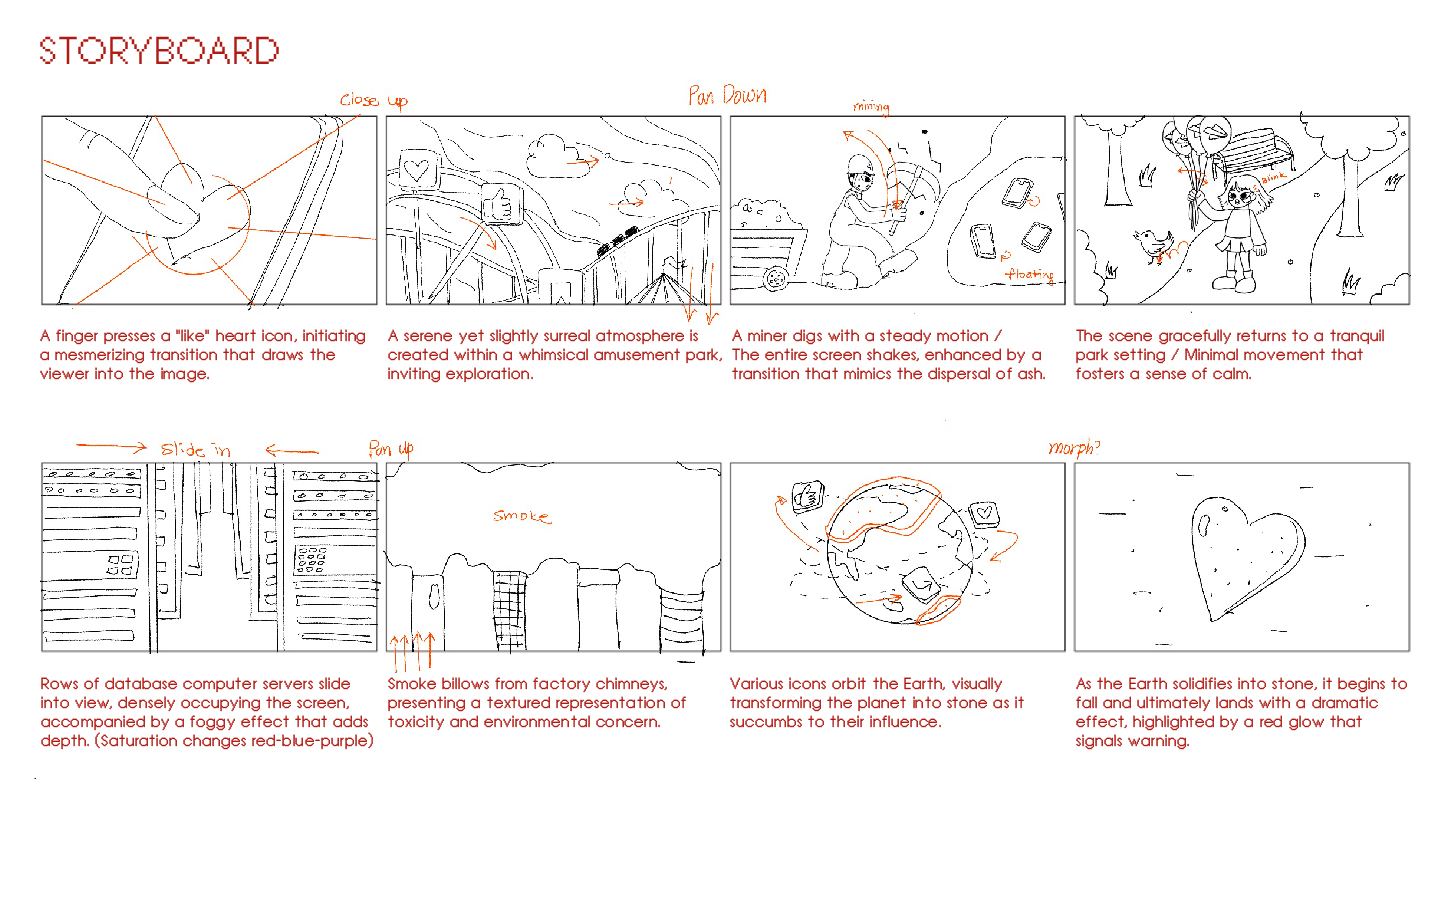 STORYBOARD
Close up
Pan Down
mining
Blink
floating
A finger presses a "like" heart icon, initiating
a mesmerizing transition that draws the
viewer into the image.
A serene yet slightly surreal atmosphere is
created within a whimsical amusement park,
inviting exploration.
A miner digs with a steady motion /
The entire screen shakes, enhanced by a
transition that mimics the dispersal of ash.
The scene gracefully returns to a tranquil
park setting / Minimal movement that
fosters a sense of calm.
Slide in
Pan up
morph?
Smoke
Rows of database computer servers slide
into view, densely occupying the screen,
accompanied by a foggy effect that adds
depth. (Saturation changes red-blue-purple)
Smoke billows from factory chimneys,
presenting a textured representation of
toxicity and environmental concern.
Various icons orbit the Earth, visually
transforming the planet into stone as it
succumbs to their influence.
As the Earth solidifies into stone, it begins to
fall and ultimately lands with a dramatic
effect, highlighted by a red glow that
signals warning.